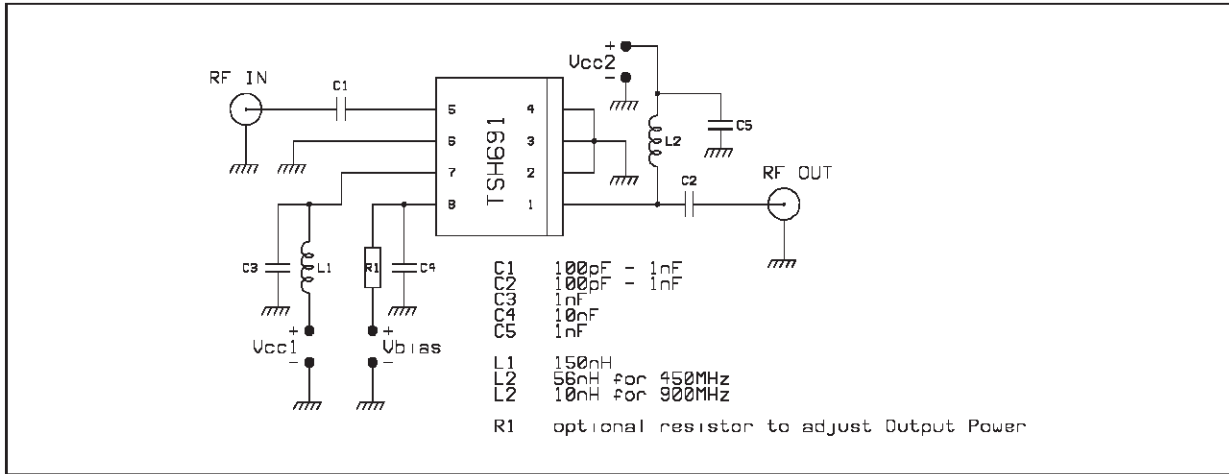 RF IN
C1
+
Vcc2
-
C5
L2
5 4
6 3
7 2
8 1
TSH691
C2
RF OUT
C3
L1
R1
C4
+
Vcc1
-
+
Vbias
-
C1 100pF - 1nF
C2 100pF - 1nF
C3 1nF
C4 10nF
C5 1nF
L1 150nH
L2 56nH for 450MHz
L2 10nH for 900MHz
R1 optional resistor to adjust Output Power